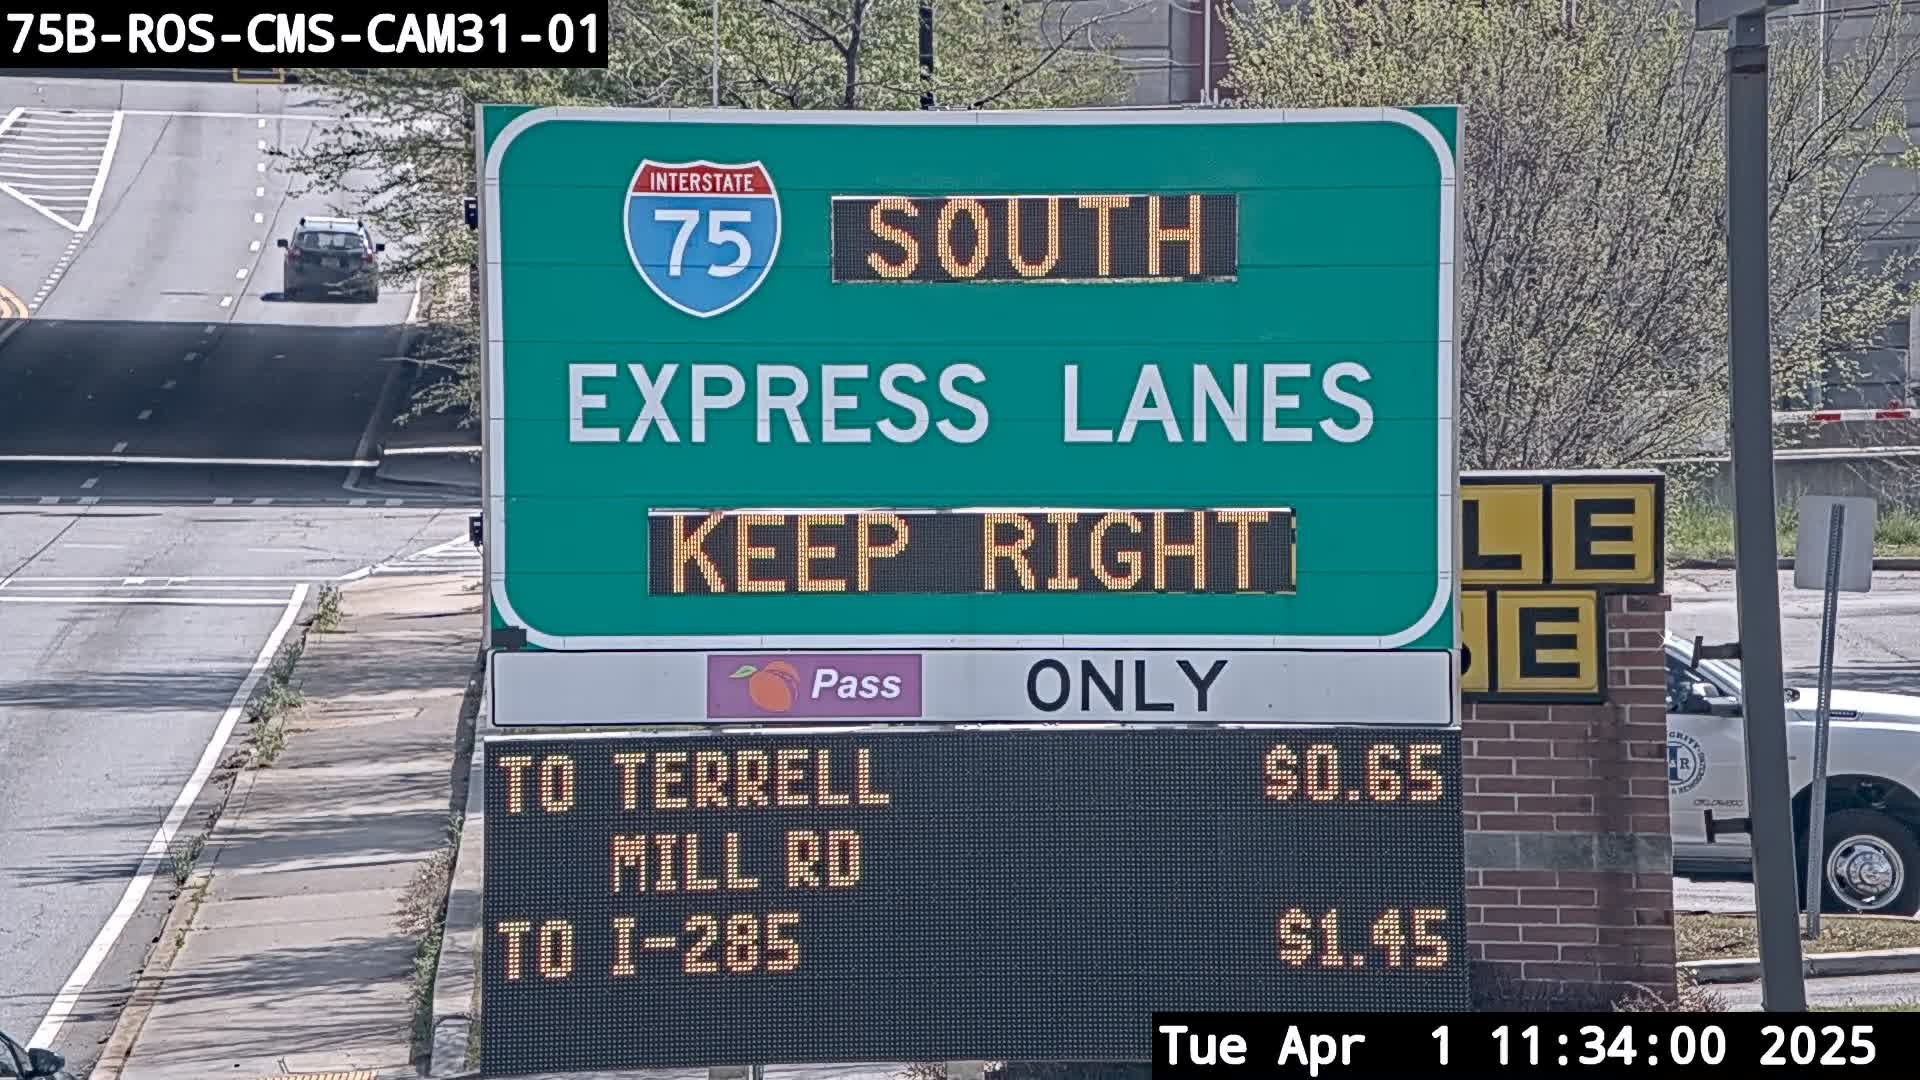 75B-ROS-CMS-CAM31-01
INTERSTATE
75
SOUTH
EXPRESS LANES
KEEP RIGHT
Pass ONLY
TO TERRELL $0.65
MILL RD
TO I-285 $1.45
LE
E
Tue Apr 1 11:34:00 2025